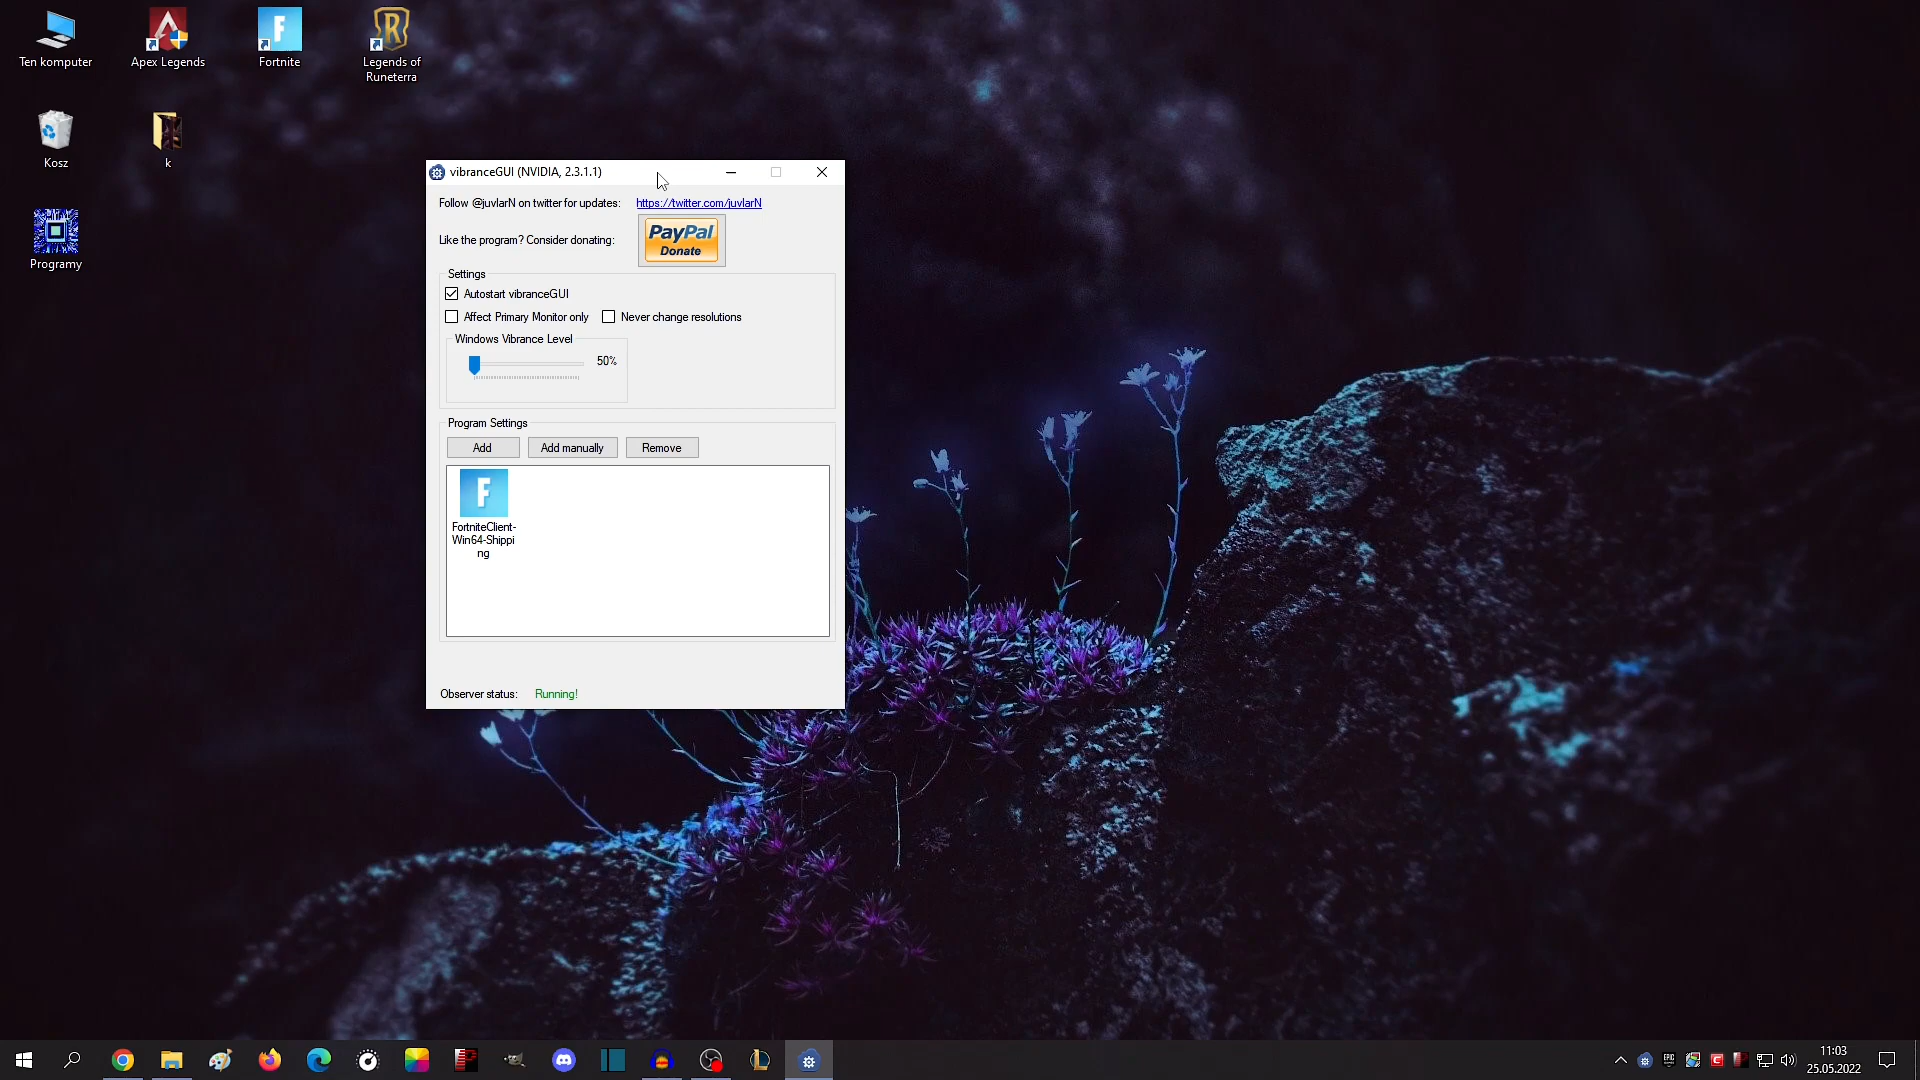 Ten komputer
Apex Legends
Fortnite
Legends of
Runeterra
Kosz
k
Programy
vibranceGUI (NVIDIA, 2.3.1.1)
Follow @juvlarN on twitter for updates: https://twitter.com/juvlarN
Like the program? Consider donating:
PayPal
Donate
Settings
Autostart vibranceGUI
Affect Primary Monitor only
Never change resolutions
Windows Vibrance Level
50%
Program Settings
Add
Add manually
Remove
F
FortniteClient-
Win64-Shippi
ng
Observer status: Running!
11:03
25.05.2022